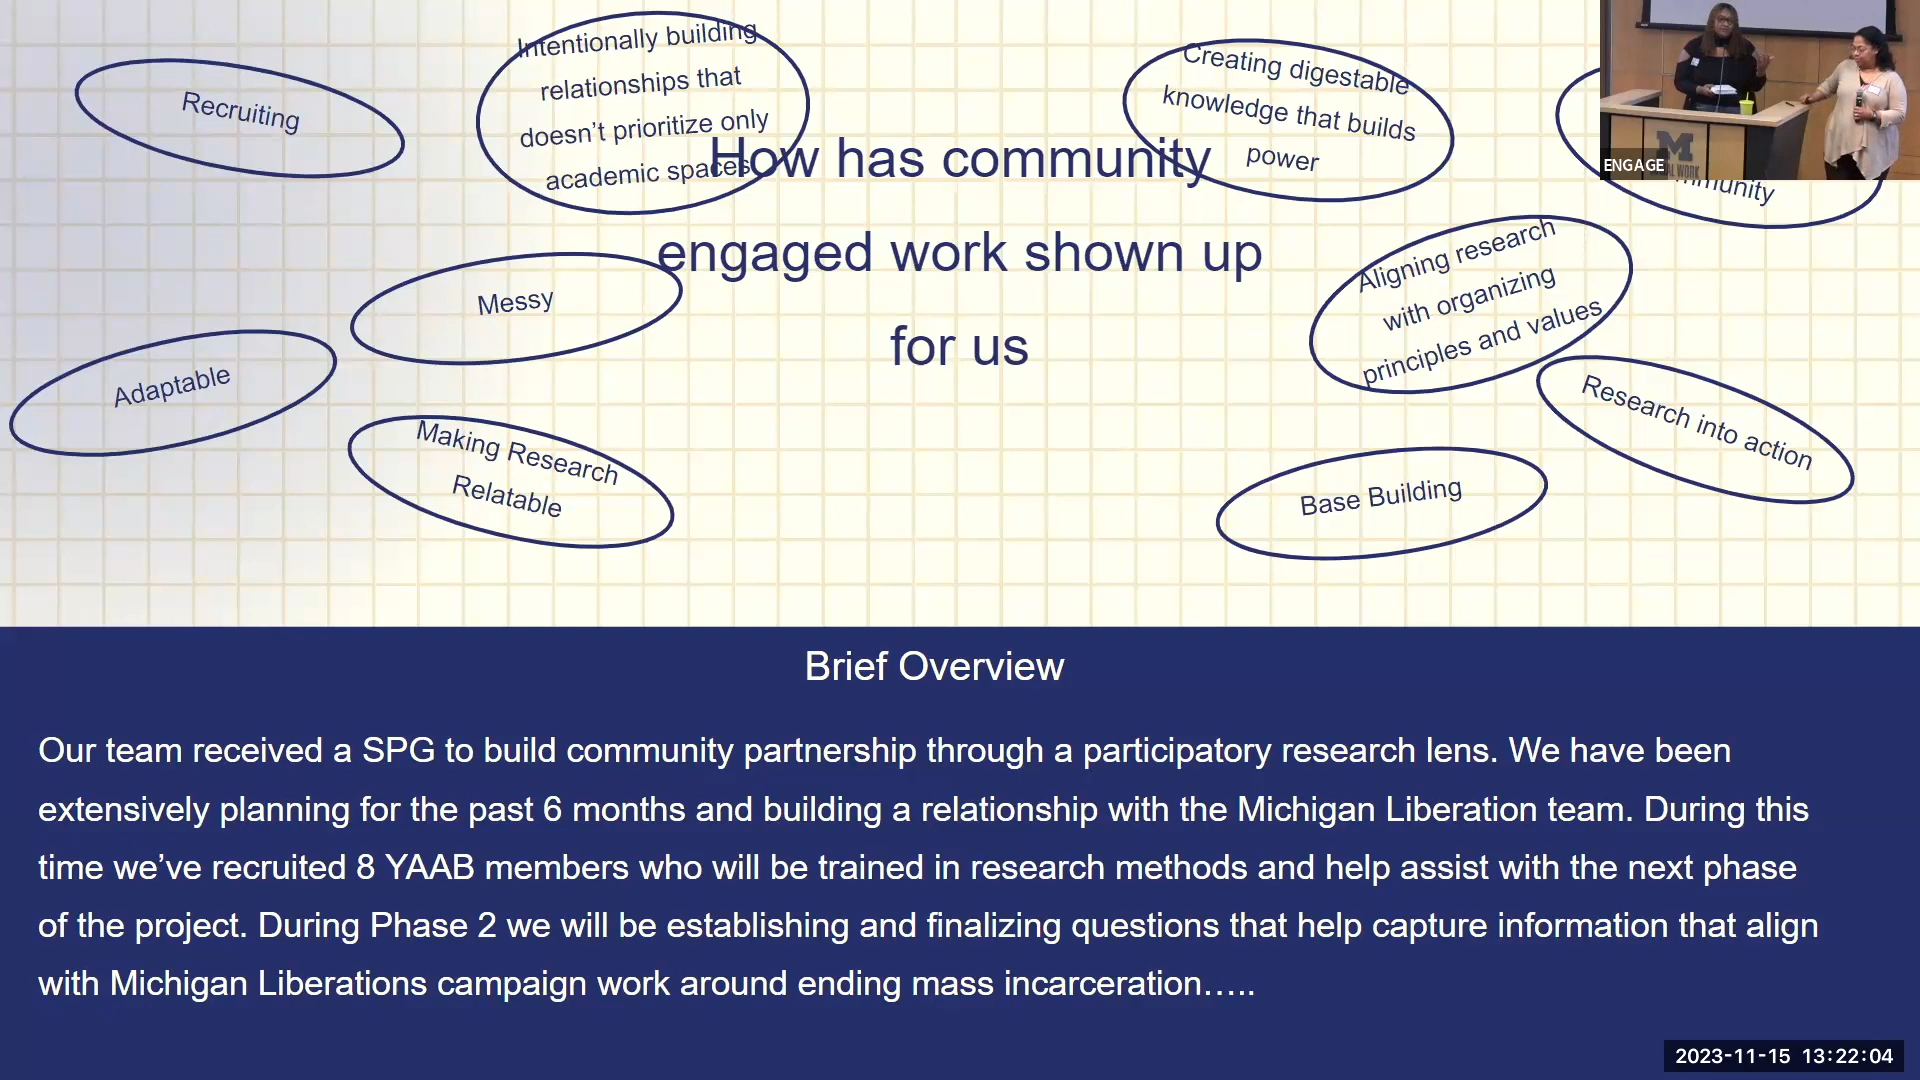 Recruiting
Intentionally building
relationships that
doesn't prioritize only
academic spaces
Creating digestable
knowledge that builds
power
How has community
engaged work shown up
for us
Messy
Adaptable
Making Research
Relatable
Aligning research
with organizing
principles and values
Research into action
Base Building
ENGAGE
M
Brief Overview
Our team received a SPG to build community partnership through a participatory research lens. We have been
extensively planning for the past 6 months and building a relationship with the Michigan Liberation team. During this
time we've recruited 8 YAAB members who will be trained in research methods and help assist with the next phase
of the project. During Phase 2 we will be establishing and finalizing questions that help capture information that align
with Michigan Liberations campaign work around ending mass incarceration…..
2023-11-15 13:22:04